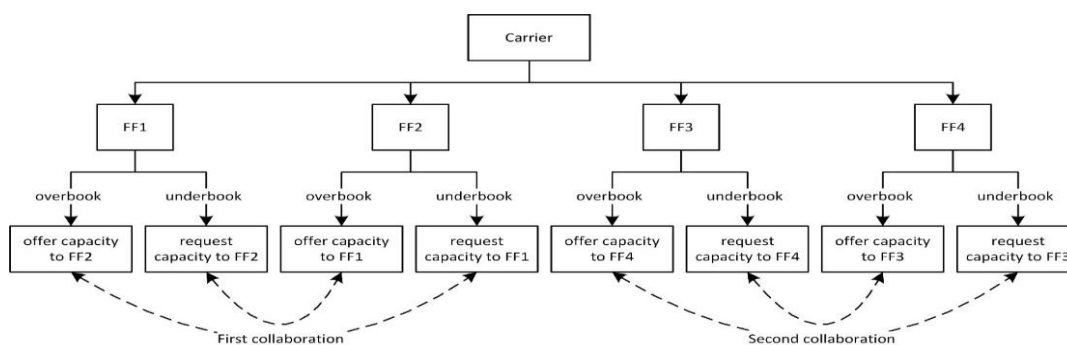 Carrier
FF1
FF2
FF3
FF4
overbook
underbook
overbook
underbook
overbook
underbook
overbook
underbook
offer capacity
to FF2
request
capacity to FF2
offer capacity
to FF1
request
capacity to FF1
offer capacity
to FF4
request
capacity to FF4
offer capacity
to FF3
request
capacity to FF3
First collaboration
Second collaboration